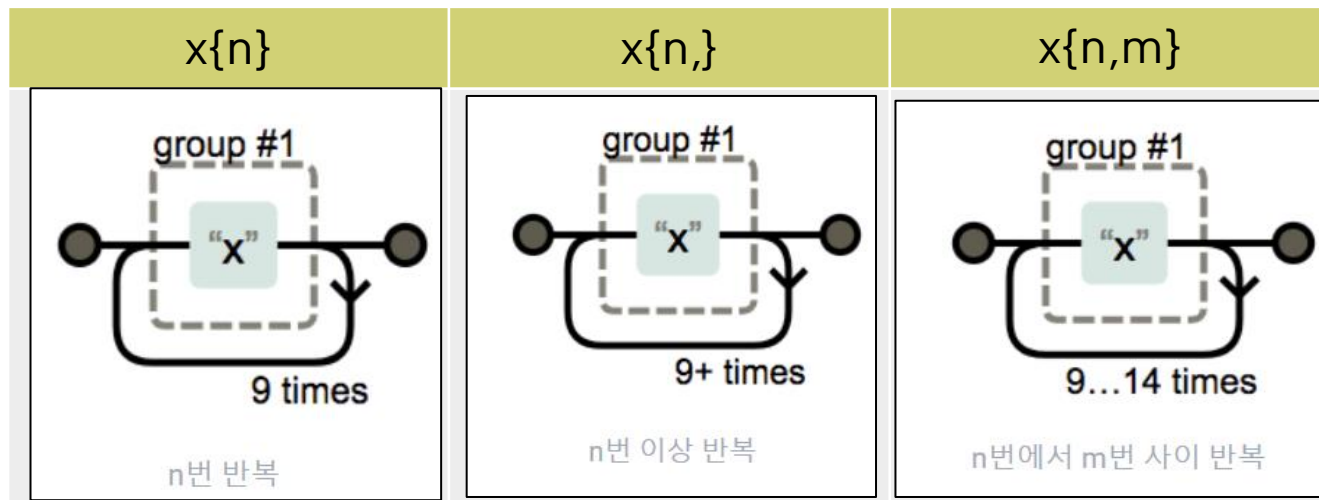 x{n}
x{n,}
x{n,m}
group #1
“x”
9 times
n번 반복
group #1
“x”
9+ times
n번 이상 반복
group #1
“x”
9...14 times
n번에서 m번 사이 반복